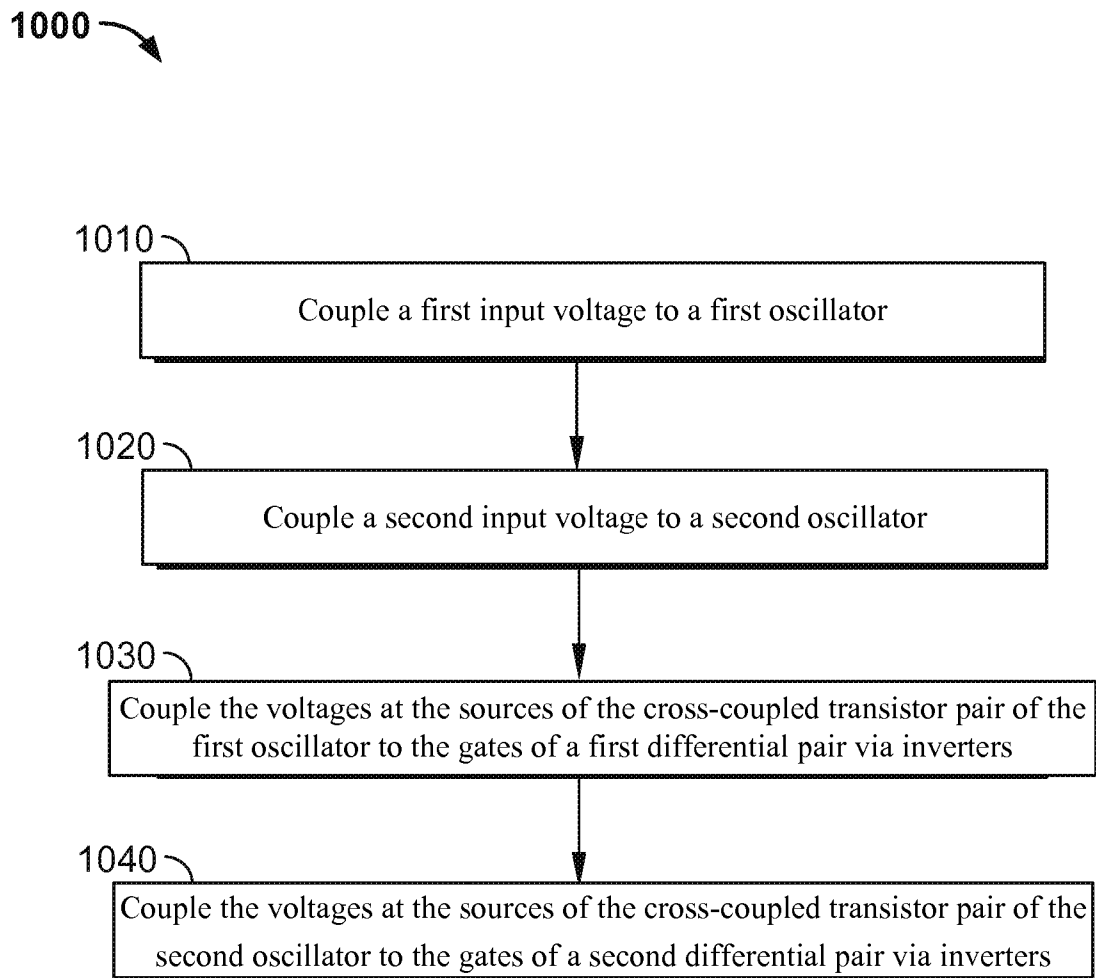 1000
1010
Couple a first input voltage to a first oscillator
1020
Couple a second input voltage to a second oscillator
1030
Couple the voltages at the sources of the cross-coupled transistor pair of the
first oscillator to the gates of a first differential pair via inverters
1040
Couple the voltages at the sources of the cross-coupled transistor pair of the
second oscillator to the gates of a second differential pair via inverters